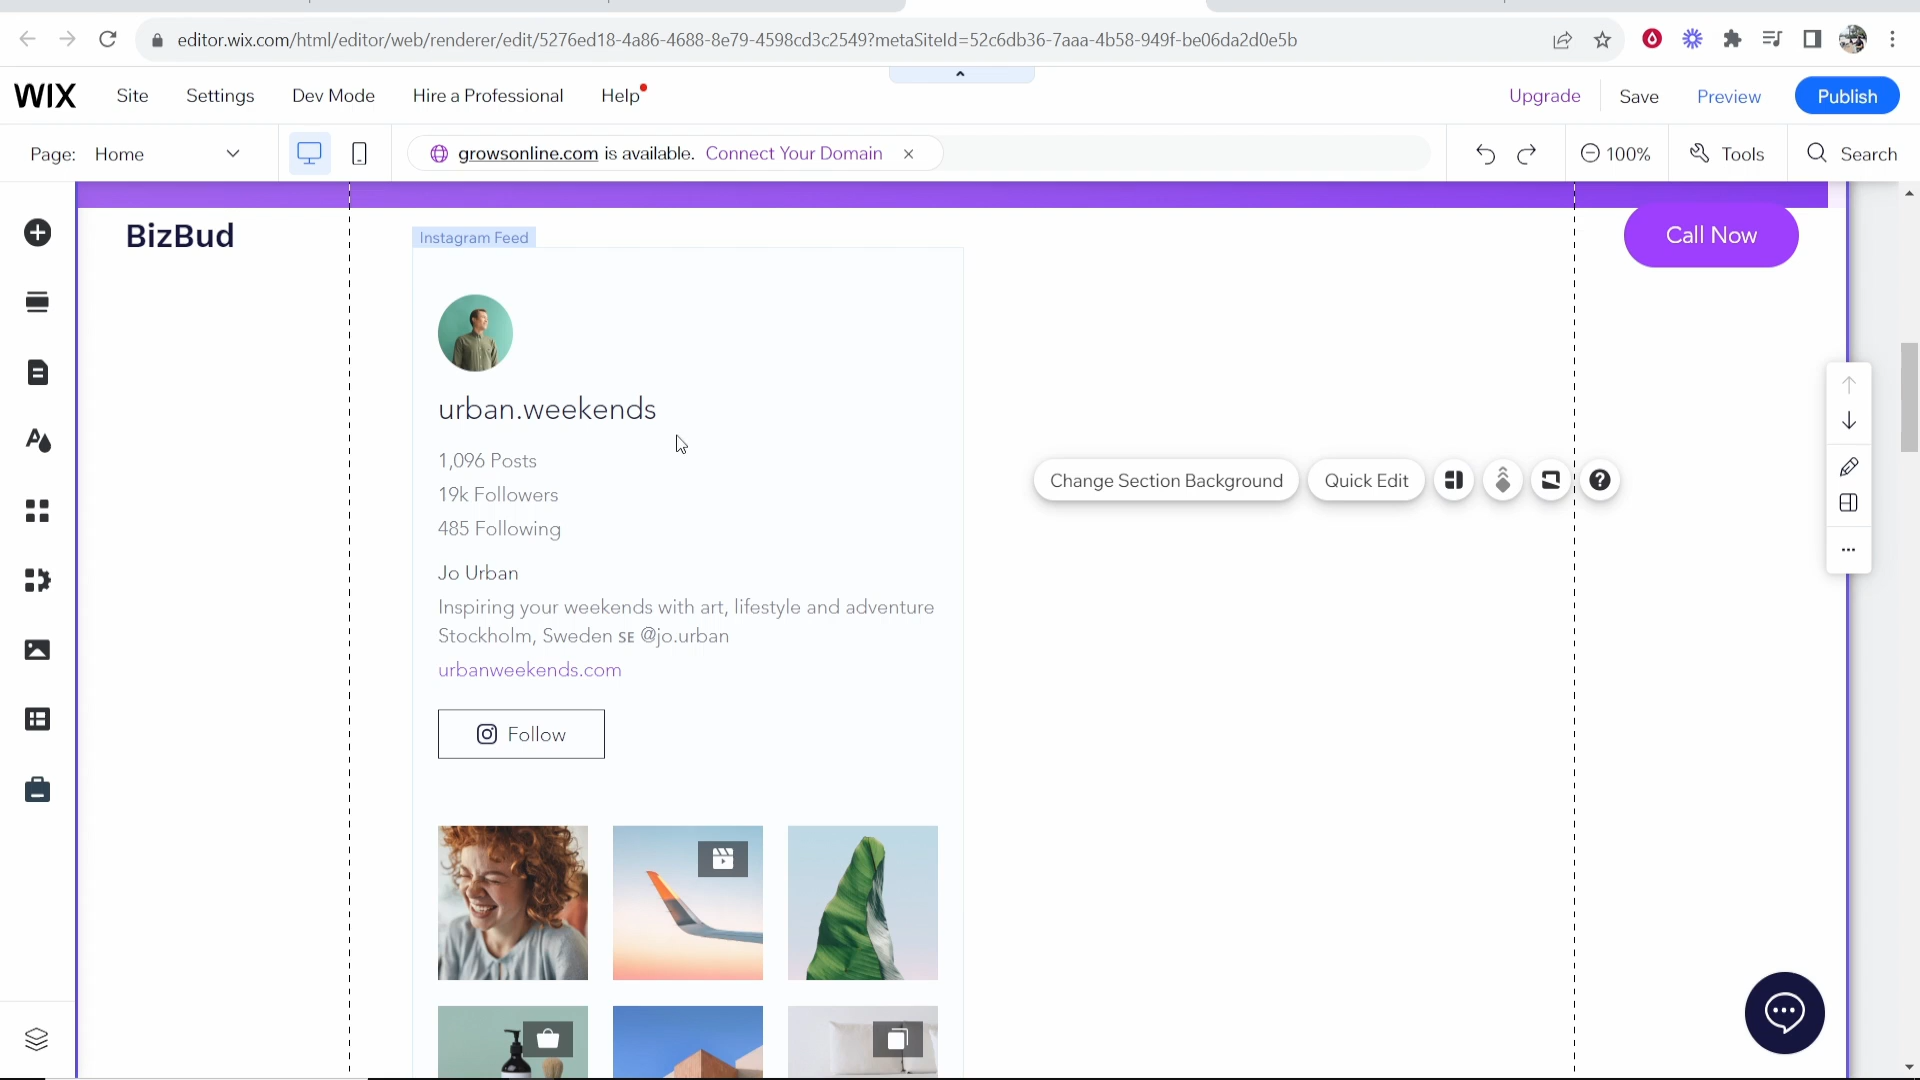 editor.wix.com/html/editor/web/renderer/edit/5276ed18-4a86-4688-8e79-4598cd3c2549?metaSiteId=52c6db36-7aaa-4b58-949f-be06da2d0e5b
WIX Site Settings Dev Mode Hire a Professional Help Upgrade Save Preview Publish
Page: Home growsonline.com is available. Connect Your Domain 100% Tools Search
BizBud
Instagram Feed
Call Now
urban.weekends
1,096 Posts
19k Followers
485 Following
Change Section Background Quick Edit
Jo Urban
Inspiring your weekends with art, lifestyle and adventure
Stockholm, Sweden SE @jo.urban
urbanweekends.com
Follow